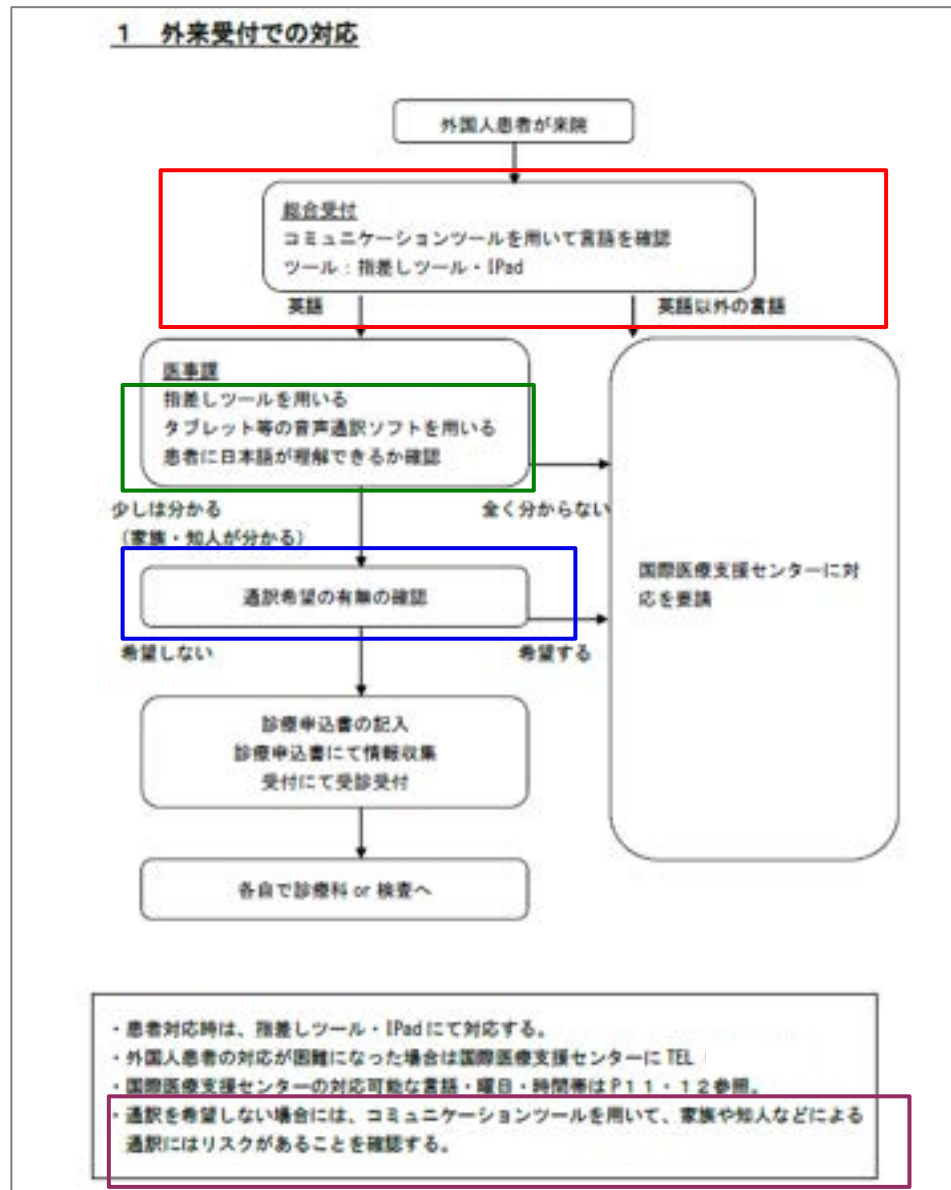 1 外来受付での対応
外国人患者が来院
総合受付
コミュニケーションツールを用いて言語を確認
ツール：指差しツール・IPad
英語
英語以外の言語
医事課
指差しツールを用いる
タブレット等の音声通訳ソフトを用いる
患者に日本語が理解できるか確認
少しは分かる
（家族・知人が分かる）
全く分からない
国際医療支援センターに対
応を要請
通訳希望の有無の確認
希望しない
希望する
診療申込書の記入
診療申込書にて情報収集
受付にて受診受付
各自で診療科 or 検査へ
・患者対応時は、指差しツール・IPadにて対応する。
・外国人患者の対応が困難になった場合は国際医療支援センターにTEL
・国際医療支援センターの対応可能な言語・曜日・時間帯はP11・12参照。
・通訳を希望しない場合には、コミュニケーションツールを用いて、家族や知人などによる
通訳にはリスクがあることを確認する。